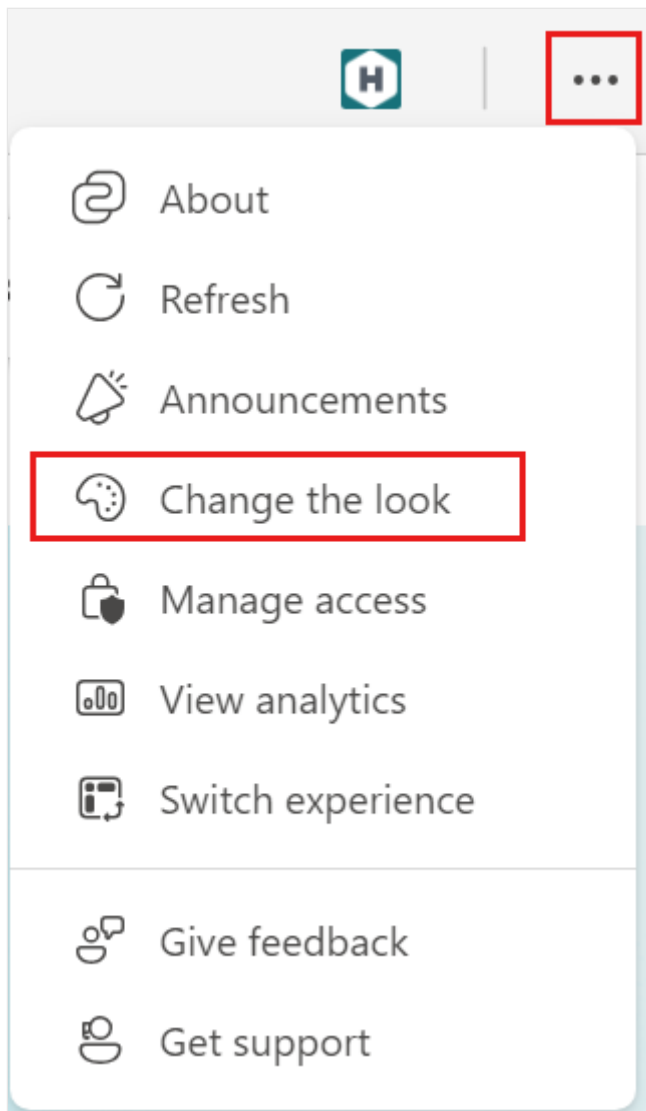 H
About
Refresh
Announcements
Change the look
Manage access
View analytics
Switch experience
Give feedback
Get support